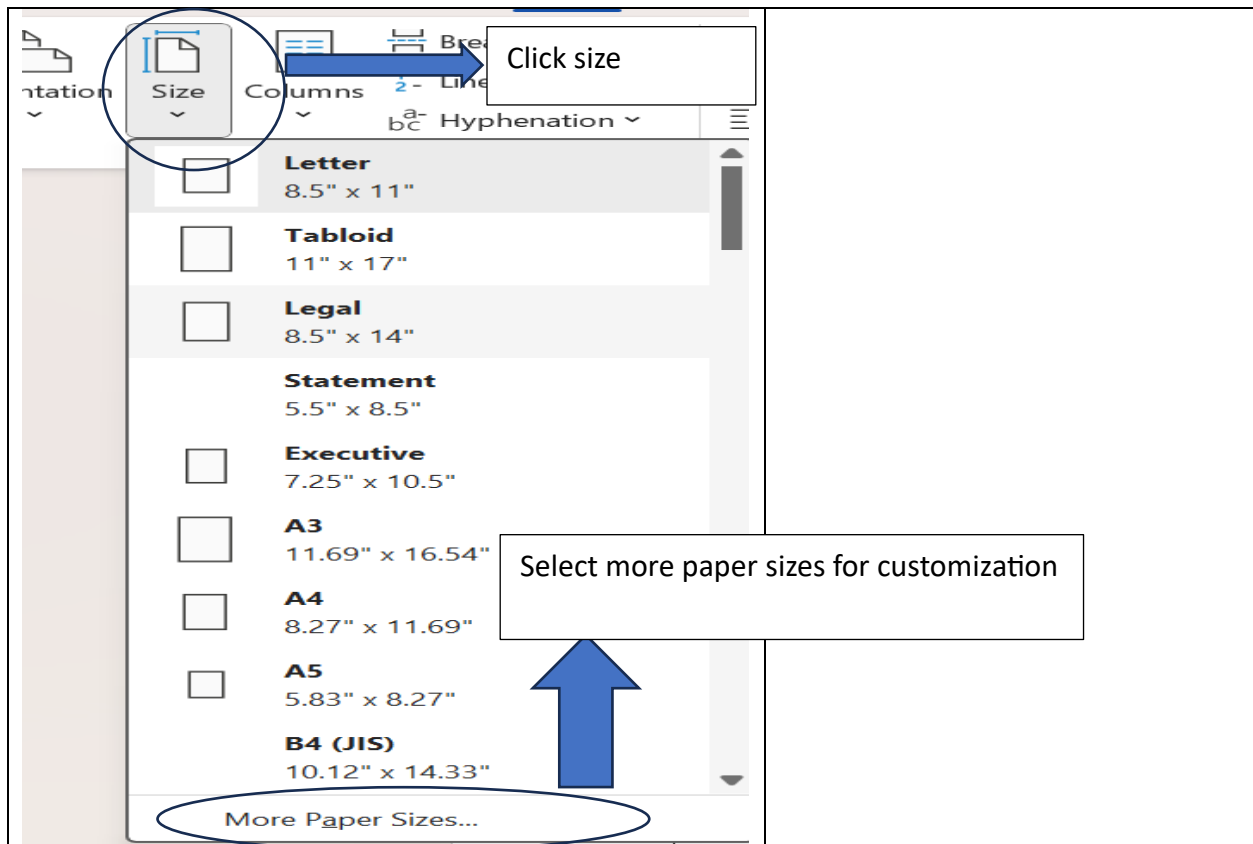 Size
Columns
Hyphenation
Click size
Letter
8.5" x 11"
Tabloid
11" x 17"
Legal
8.5" x 14"
Statement
5.5" x 8.5"
Executive
7.25" x 10.5"
A3
11.69" x 16.54"
Select more paper sizes for customization
A4
8.27" x 11.69"
A5
5.83" x 8.27"
B4 (JIS)
10.12" x 14.33"
More Paper Sizes...